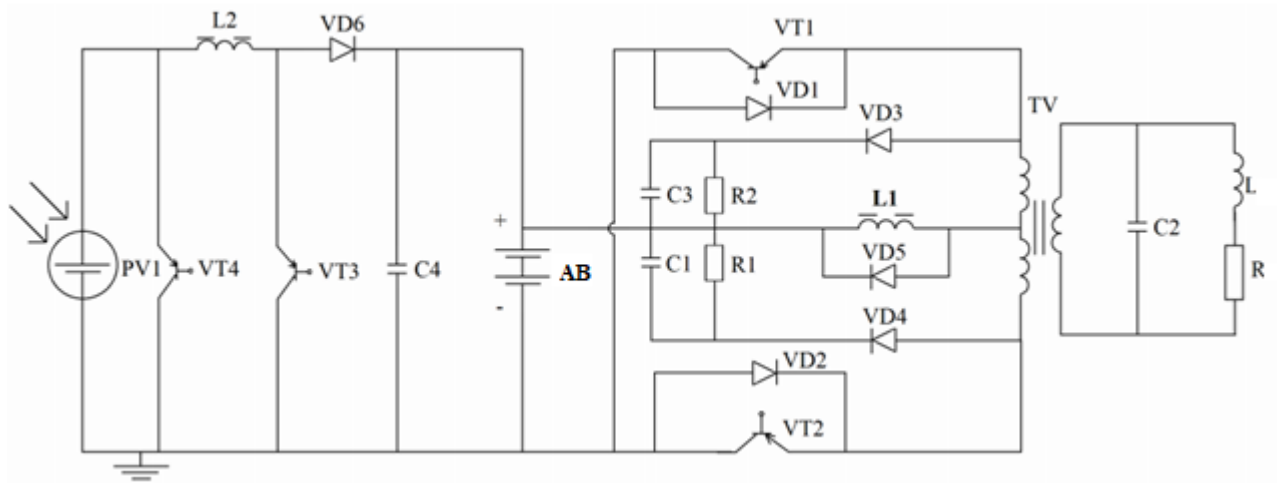 L2
VD6
VT1
VD1
TV
VD3
C3
R2
L1
L
+
PV1
VT4
VT3
C4
AB
C1
R1
VD5
C2
R
-
VD4
VD2
VT2